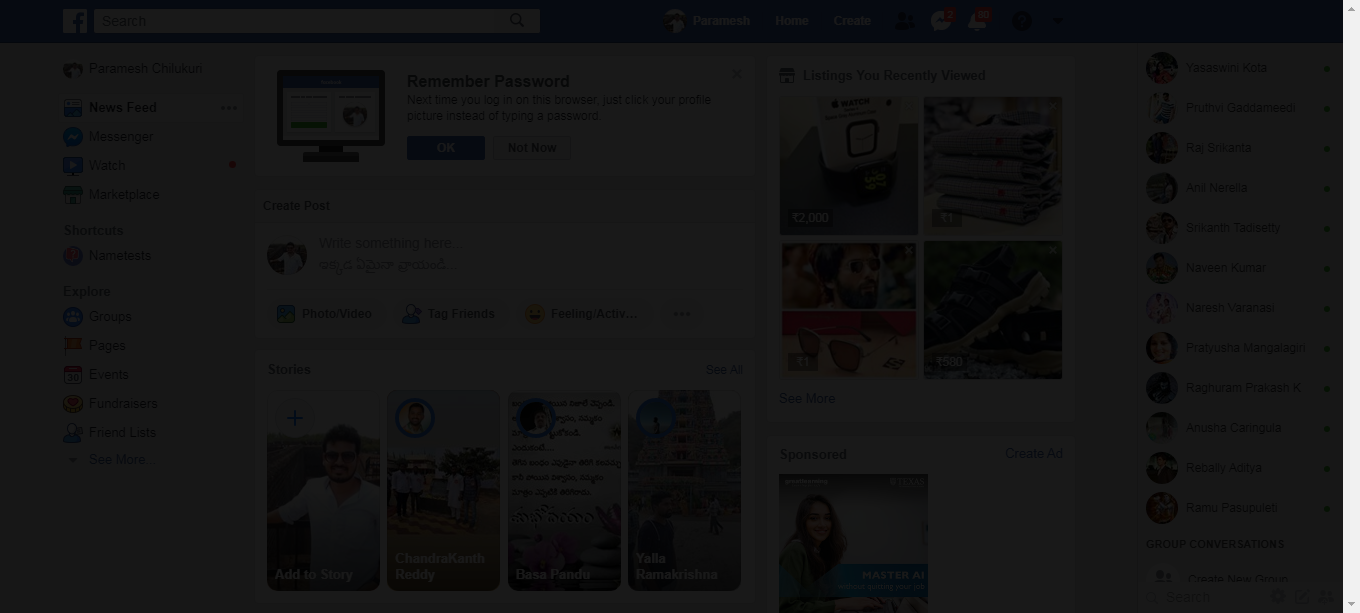 Search
Paramesh
Home
Create
2
30
Paramesh Chilukuri
News Feed
Messenger
Watch
Marketplace
Shortcuts
Nametests
Explore
Groups
Pages
Events
Fundraisers
Friend Lists
See More...
Remember Password
Next time you log in on this browser, just click your profile
picture instead of typing a password.
OK
Not Now
Create Post
Write something here...
ఇక్కడ ఏమైనా వ్రాయండి...
Photo/Video
Tag Friends
Feeling/Activ...
Stories
See All
Add to Story
ChandraKanth
Reddy
Basa Pandu
Yalla
Ramakrishna
Listings You Recently Viewed
WATCH
₹2,000
₹1
₹1
₹580
See More
Sponsored
Create Ad
MASTER AI
Yasaswini Kota
Pruthvi Gaddameedi
Raj Srikanta
Anil Nerella
Srikanth Tadisetty
Naveen Kumar
Naresh Varanasi
Pratyusha Mangalagiri
Raghuram Prakash K
Anusha Canngula
Rebally Aditya
Ramu Pasupuleti
GROUP CONVERSATIONS
Create New Group
Search